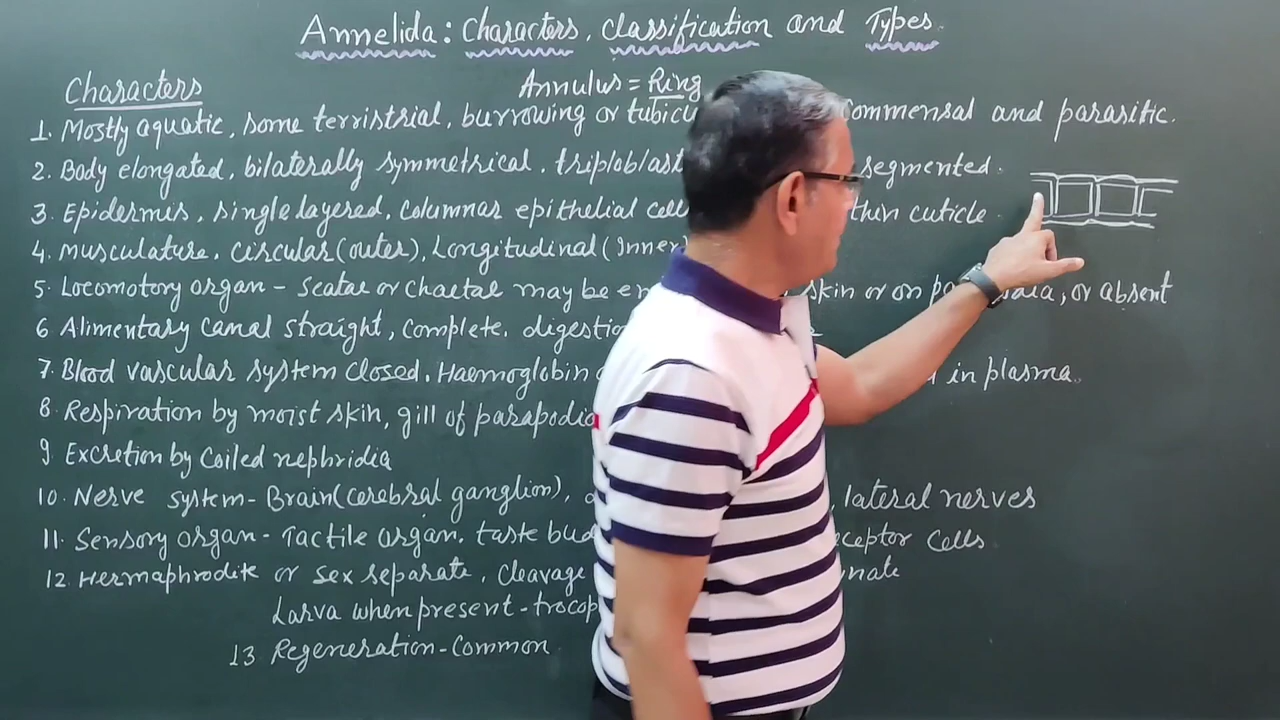 Annelida: Characters, Classification and Types.
Characters
Annulus = Ring
1. Mostly aquatic, some terristrial, burrowing or tubic commensal and parasitic.
2. Body elongated, bilaterally symmetrical. triploblast segmented.
3. Epidermis, single layered, columnar epithelial cell thin cuticle.
4. Musculature. Circular (outer), Longitudinal (Inner
5. Locomotory organ - Seatae or Chaetae may be skin or on or absent
6 Alimentary canal straight, complete, digestio
7. Blood vascular system closed. Haemoglobin in plasma.
8. Respiration by moist skin, gill of parapodia
9 Excretion by coiled nephridia
10. Nerve system - Brain (cerebral ganglion), lateral nerves
11. Sensory organ - Tactile organ. taste bud ceptor cells
12. Hermaphrodite or sex separate, Cleavage nate
Larva when present - trocop
13 Regeneration - Common